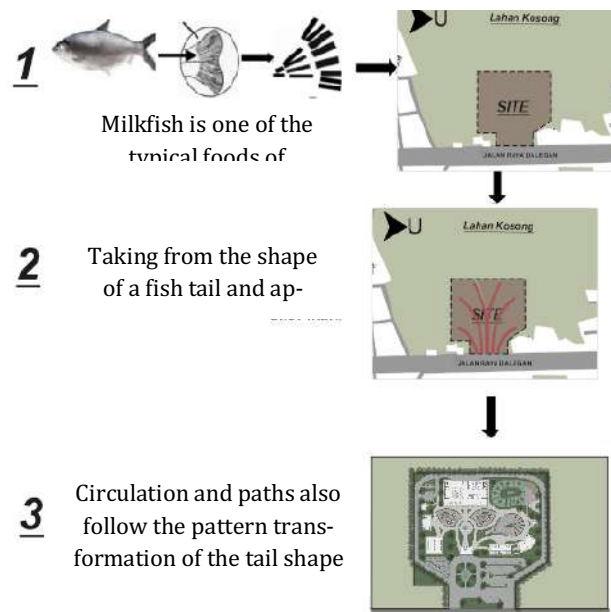 U
Lahan Kosong
1
SITE
Milkfish is one of the
typical foods of
JALAN RAYA DALEGAN
U
Lahan Kosong
2
Taking from the shape
of a fish tail and ap-
SITE
JALAN RAYA DALEGAN
3
Circulation and paths also
follow the pattern trans-
formation of the tail shape